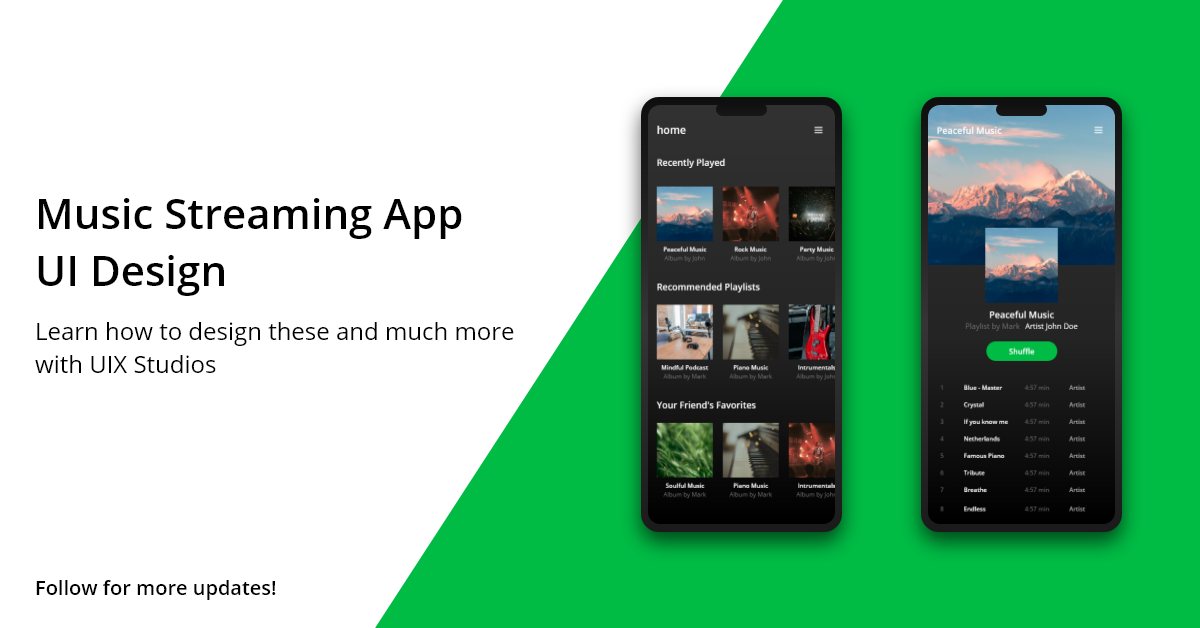 Music Streaming App
UI Design
Learn how to design these and much more
with UIX Studios
Follow for more updates!
home
Recently Played
Peaceful Music Rock Music Party Music
Album by John Album by John Album by Joh
Recommended Playlists
Mindful Podcast Piano Music Intrumentals
Album by Mark Album by Mark Album by Joh
Your Friend's Favorites
Soulful Music Piano Music Intrumentals
Album by Mark Album by Mark Album by Joh
Peaceful Music
Peaceful Music
Playlist by Mark Artist John Doe
Shuffle
1 Blue - Master 4:57 min Artist
2 Crystal 4:57 min Artist
3 If you know me 4:57 min Artist
4 Netherlands 4:57 min Artist
5 Famous Piano 4:57 min Artist
6 Tribute 4:57 min Artist
7 Breathe 4:57 min Artist
8 Endless 4:57 min Artist